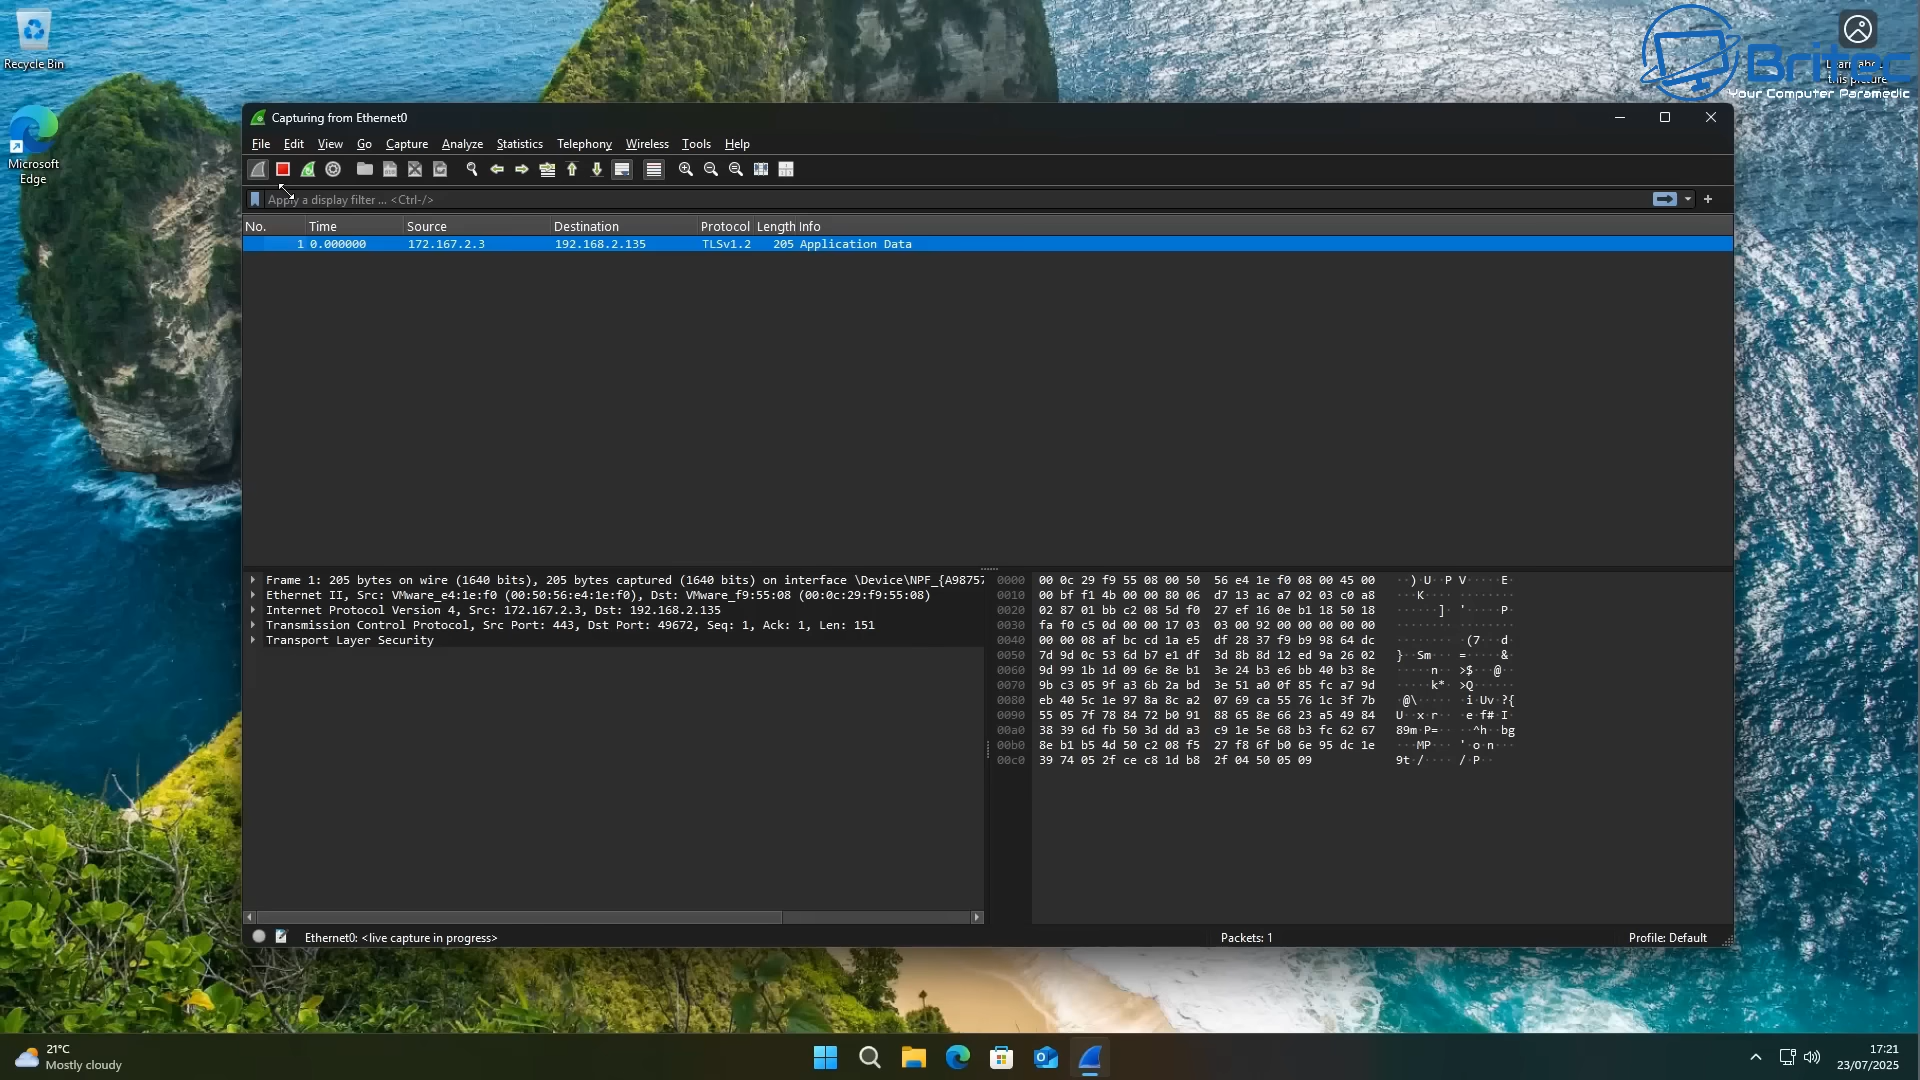 Recycle Bin
Microsoft
Edge
Britec
Your Computer Paramedic
Capturing from Ethernet0
File Edit View Go Capture Analyze Statistics Telephony Wireless Tools Help
Apply a display filter ... <Ctrl-/>
No. Time Source Destination Protocol Length Info
1 0.000000 172.167.2.3 192.168.2.135 TLSv1.2 205 Application Data
Frame 1: 205 bytes on wire (1640 bits), 205 bytes captured (1640 bits) on interface \Device\NPF_{A98757
Ethernet II, Src: VMware_e4:1e:f0 (00:50:56:e4:1e:f0), Dst: VMware_f9:55:08 (00:0c:29:f9:55:08)
Internet Protocol Version 4, Src: 172.167.2.3, Dst: 192.168.2.135
Transmission Control Protocol, Src Port: 443, Dst Port: 49672, Seq: 1, Ack: 1, Len: 151
Transport Layer Security
0000 00 0c 29 f9 55 08 00 50 56 e4 1e f0 08 00 45 00 ··)·U··P V·····E·
0010 00 bf f1 4b 00 00 80 06 d7 13 ac a7 02 03 c0 a8 ···K···· ········
0020 02 87 01 bb c2 08 5d f0 27 ef 16 0e b1 18 50 18 ······]· '·····P·
0030 fa f0 c5 0d 00 00 17 03 03 00 92 00 00 00 00 00 ········ ········
0040 00 00 08 af bc cd 1a e5 df 28 37 f9 b9 98 64 dc ········ ·(7···d·
0050 7d 9d 0c 53 6d b7 e1 df 3d 8b 8d 12 ed 9a 26 02 }··Sm··· =·····&·
0060 9d 99 1b 1d 09 6e 8e b1 3e 24 b3 e6 bb 40 b3 8e ·····n·· >$···@··
0070 9b c3 05 9f a3 6b 2a bd 3e 51 a0 0f 85 fc a7 9d ·····k*· >Q······
0080 eb 40 5c 1e 97 8a 8c a2 07 69 ca 55 76 1c 3f 7b ·@\····· ·i·Uv·?{
0090 55 05 7f 78 84 72 b0 91 88 65 8e 66 23 a5 49 84 U··x·r·· ·e·f#·I·
00a0 38 39 6d fb 50 3d dd a3 c9 1e 5e 68 b3 fc 62 67 89m·P=·· ··^h··bg
00b0 8e b1 b5 4d 50 c2 08 f5 27 f8 6f b0 6e 95 dc 1e ···MP··· '·o·n···
00c0 39 74 05 2f ce c8 1d b8 2f 04 50 05 09 9t·/···· /·P··
Ethernet0: <live capture in progress> Packets: 1 Profile: Default
21°C
Mostly cloudy
17:21
23/07/2025